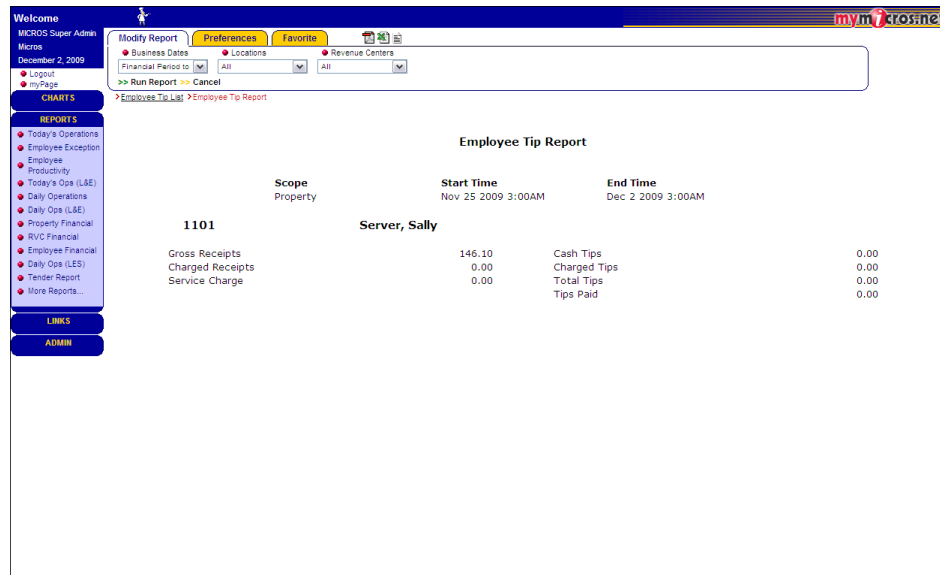 Welcome
mymicros.ne
MICROS Super Admin
Micros
December 2, 2009
Logout
myPage
CHARTS
REPORTS
Today's Operations
Employee Exception
Employee
Productivity
Today's Ops (L&E)
Daily Operations
Daily Ops (L&E)
Property Financial
RVC Financial
Employee Financial
Daily Ops (LES)
Tender Report
More Reports...
LINKS
ADMIN
Modify Report Preferences Favorite
Business Dates Locations Revenue Centers
Financial Period to All All
>> Run Report >> Cancel
>Employee Tip List >Employee Tip Report
Employee Tip Report
Scope Start Time End Time
Property Nov 25 2009 3:00AM Dec 2 2009 3:00AM
1101 Server, Sally
Gross Receipts 146.10 Cash Tips 0.00
Charged Receipts 0.00 Charged Tips 0.00
Service Charge 0.00 Total Tips 0.00
Tips Paid 0.00